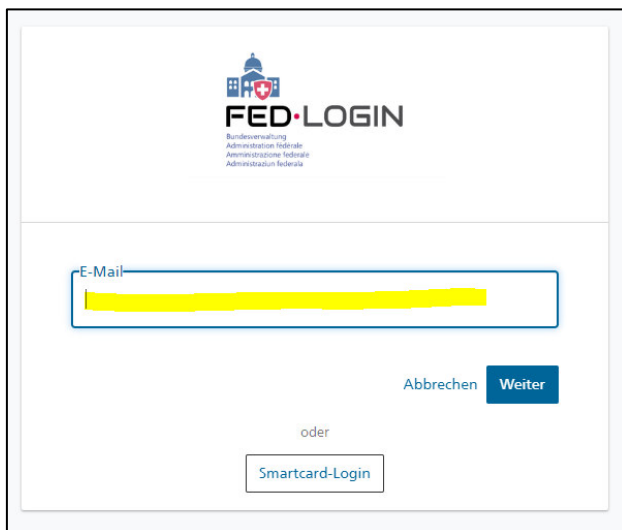 FED·LOGIN
Bundesverwaltung
Administration fédérale
Amministrazione federale
Administraziun federala
E-Mail
Abbrechen Weiter
oder
Smartcard-Login